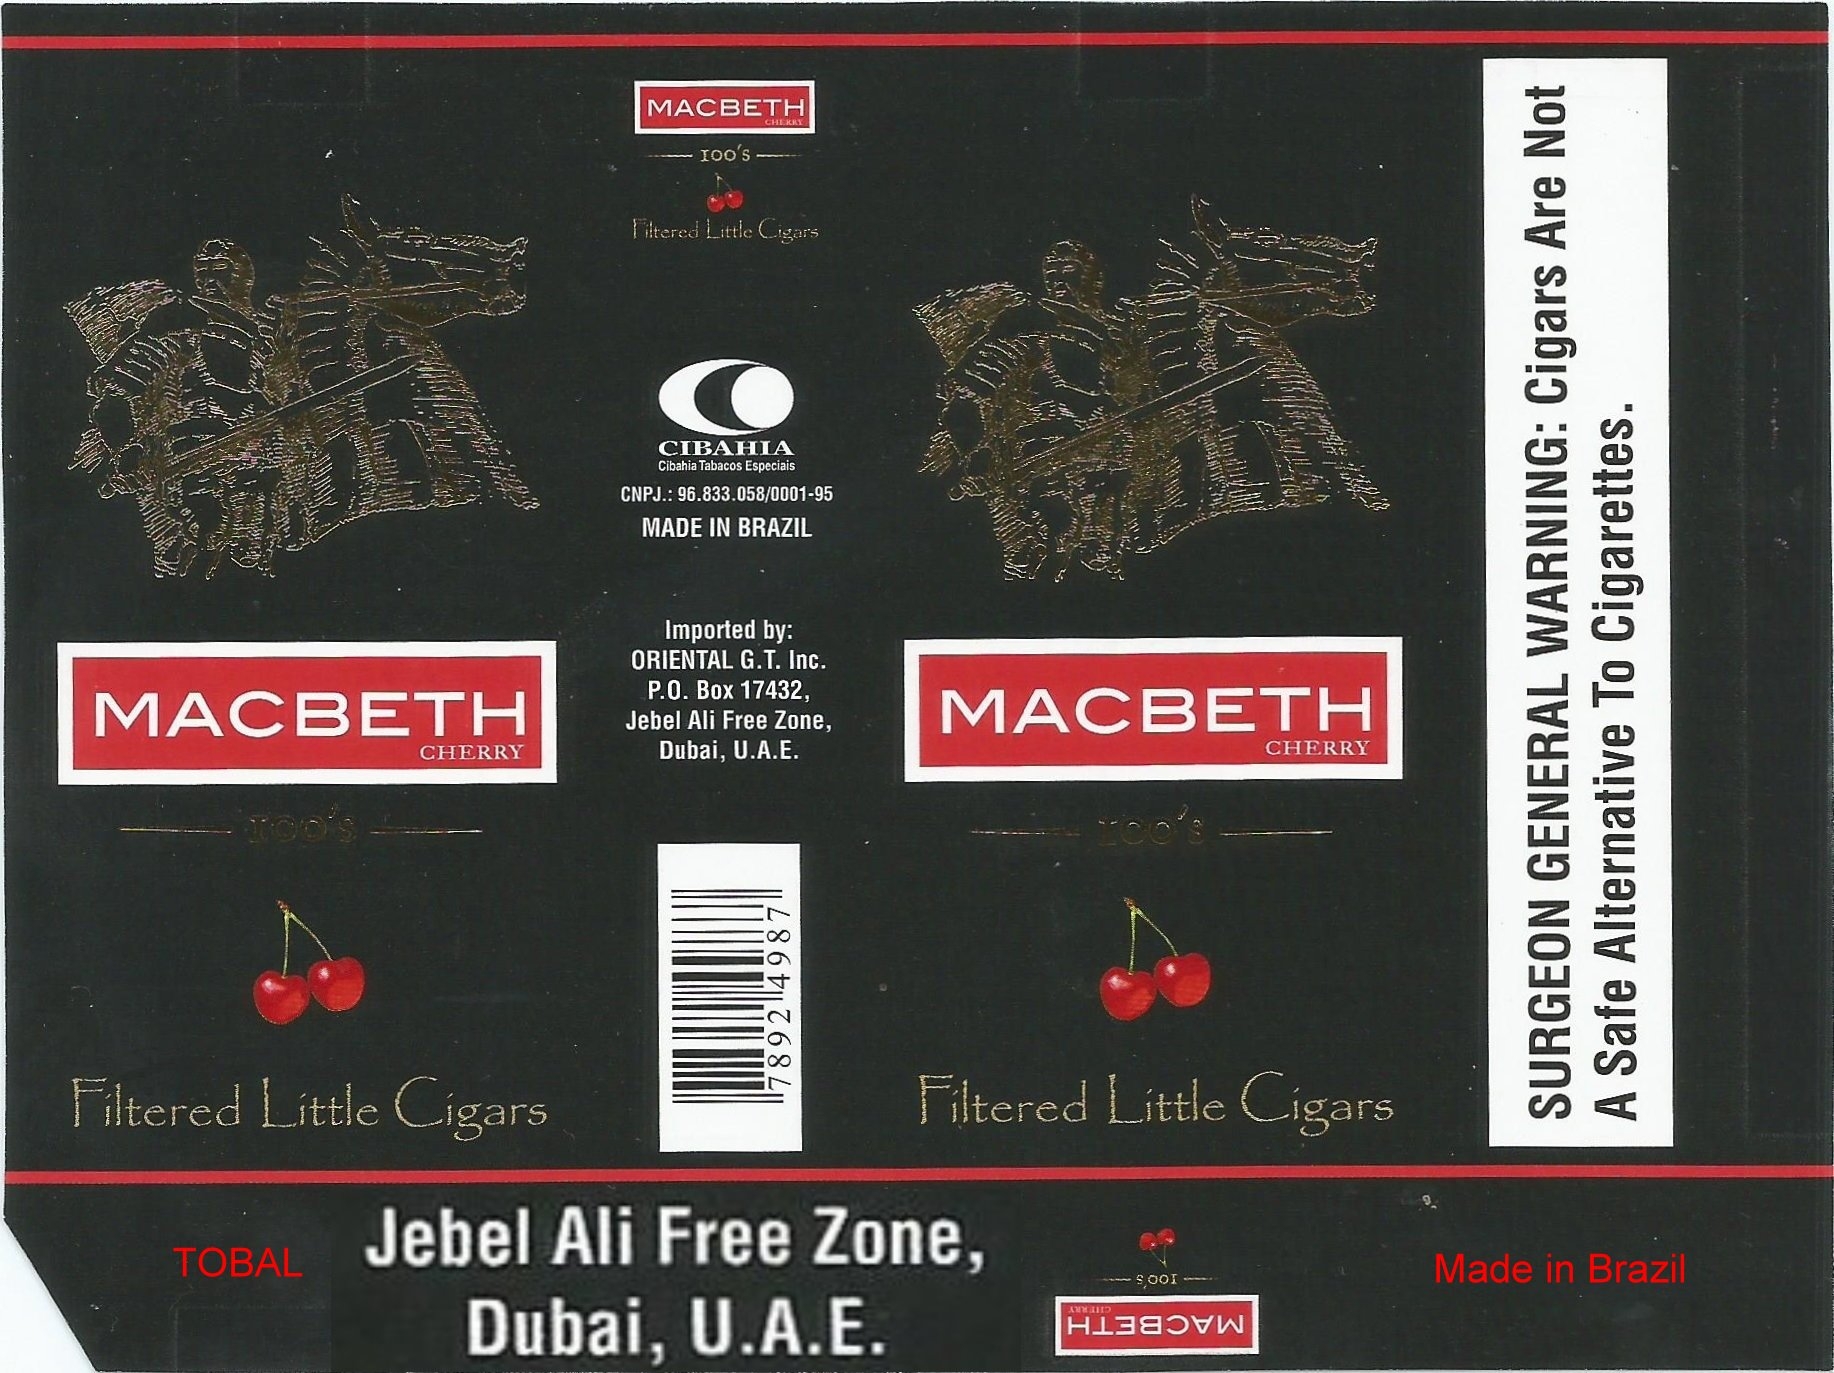 MACBETH
CHERRY
100's
Filtered Little Cigars
CIBAHIA
Cibahia Tabacos Especiais
CNPJ.: 96.833.058/0001-95
MADE IN BRAZIL
Imported by:
ORIENTAL G.T. Inc.
P.O. Box 17432,
Jebel Ali Free Zone,
Dubai, U.A.E.
78924987
MACBETH
CHERRY
100's
Filtered Little Cigars
MACBETH
CHERRY
100's
Filtered Little Cigars
SURGEON GENERAL WARNING: Cigars Are Not
A Safe Alternative To Cigarettes.
TOBAL
Jebel Ali Free Zone,
Dubai, U.A.E.
100's
MACBETH
CHERRY
Made in Brazil